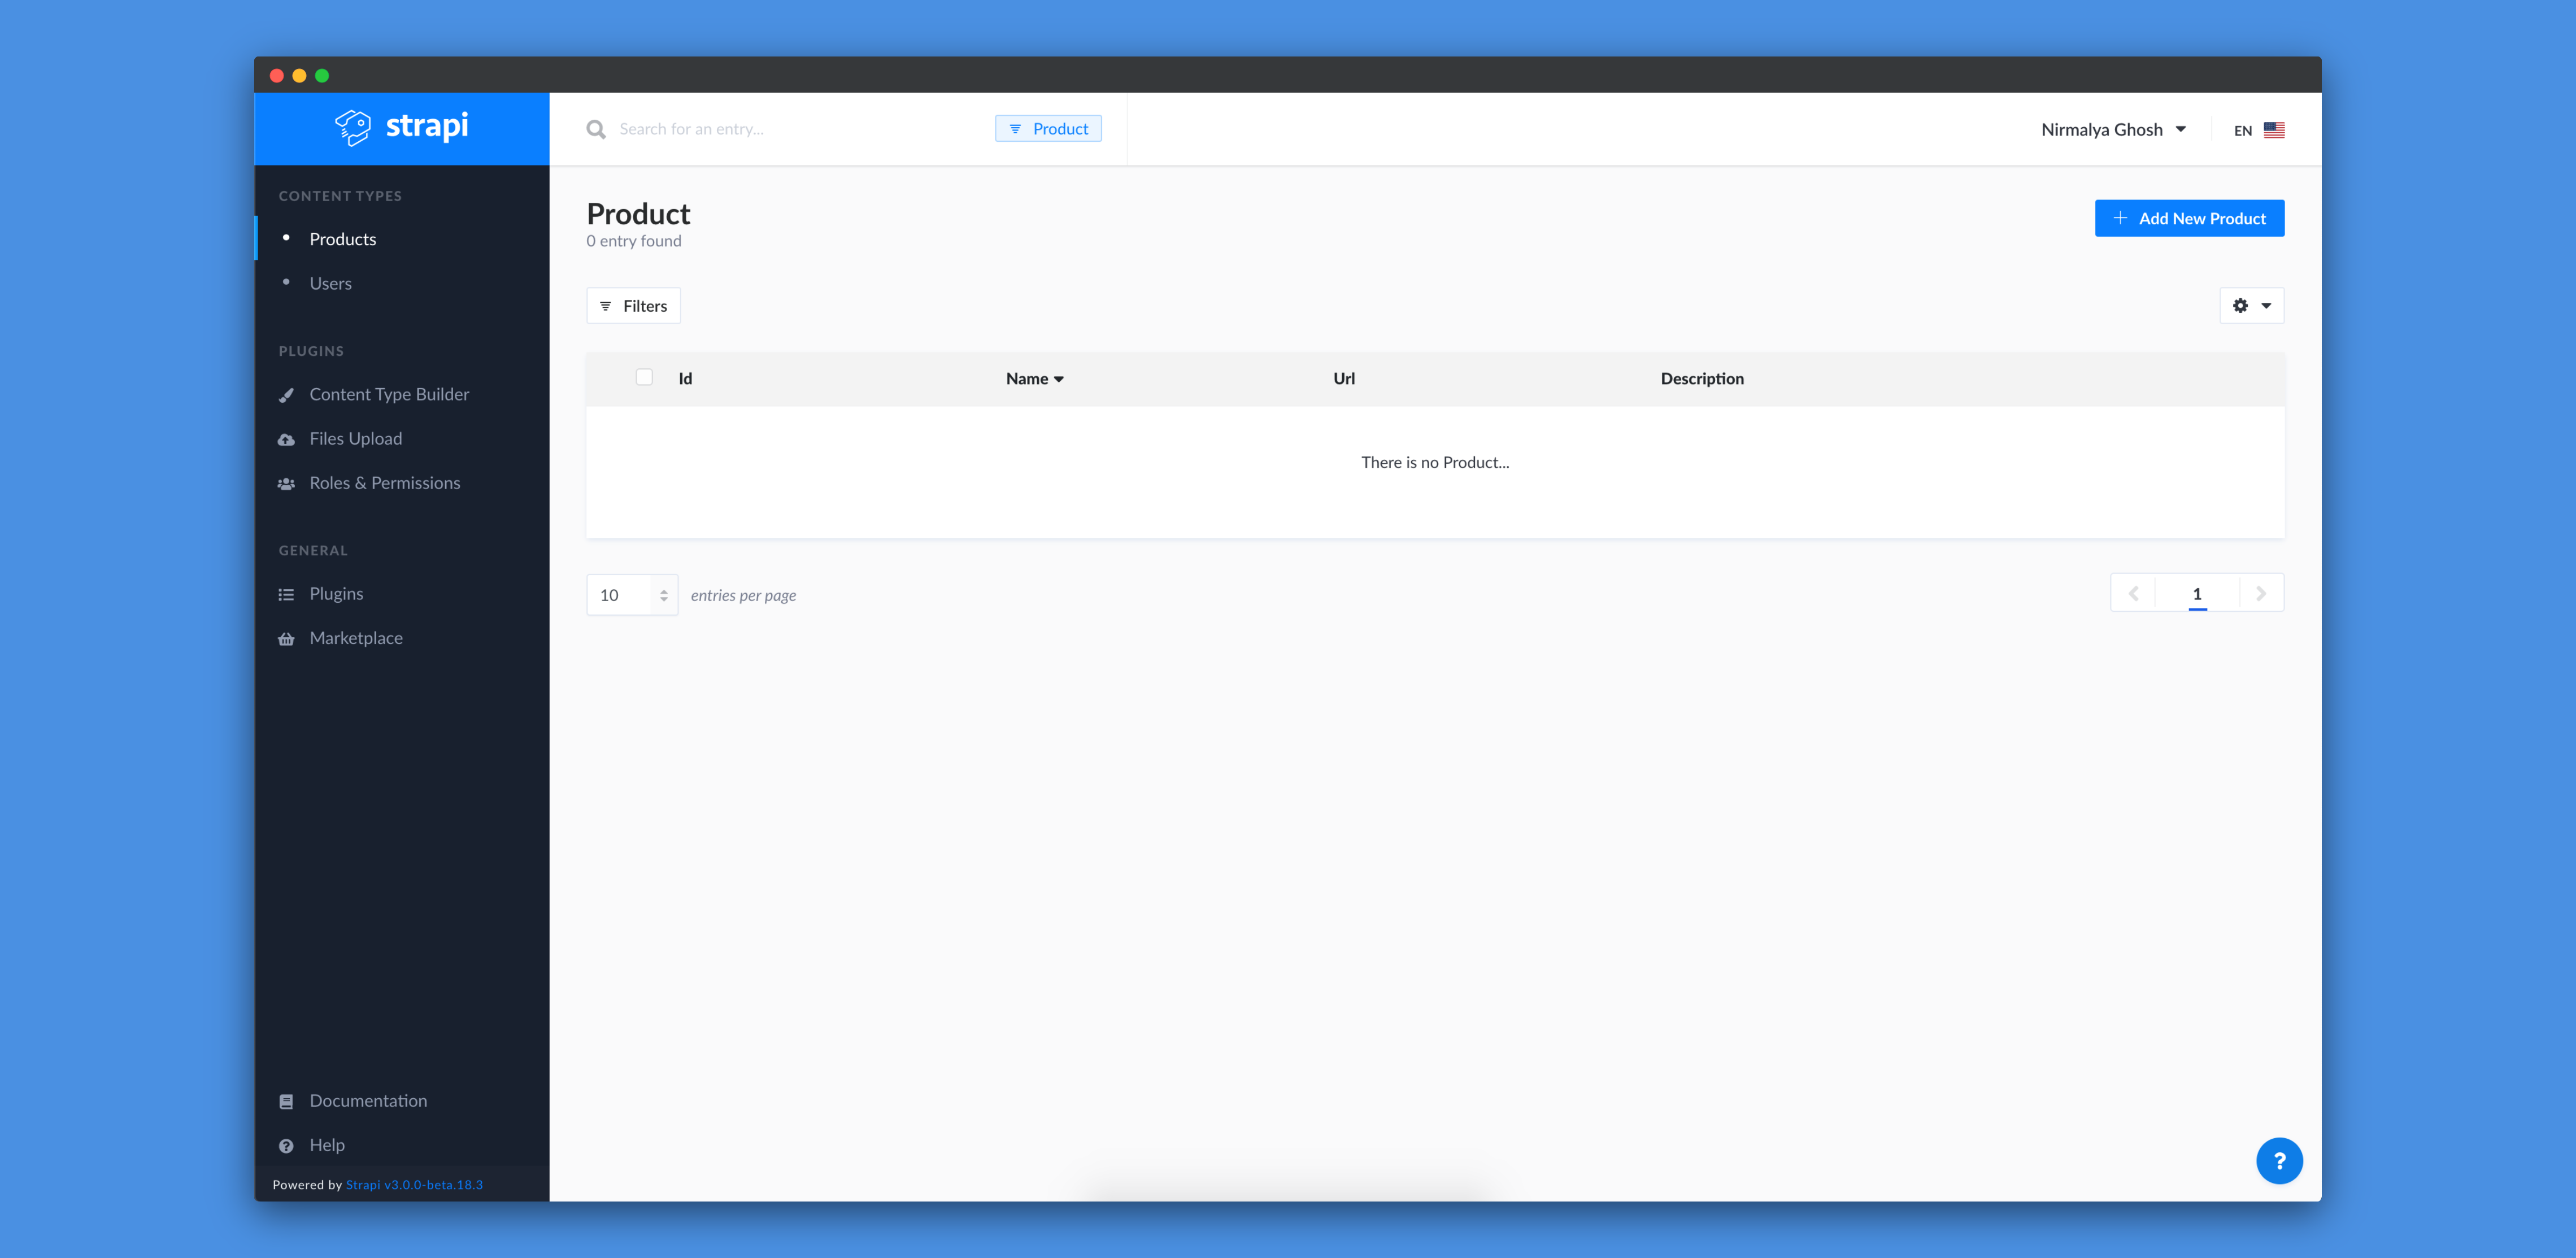 strapi
Search for an entry...
Product
Nirmalya Ghosh
EN
CONTENT TYPES
Products
Users
PLUGINS
Content Type Builder
Files Upload
Roles & Permissions
GENERAL
Plugins
Marketplace
Documentation
Help
Powered by Strapi v3.0.0-beta.18.3
Product
0 entry found
+ Add New Product
Filters
Id Name Url Description
There is no Product...
10 entries per page
1
?